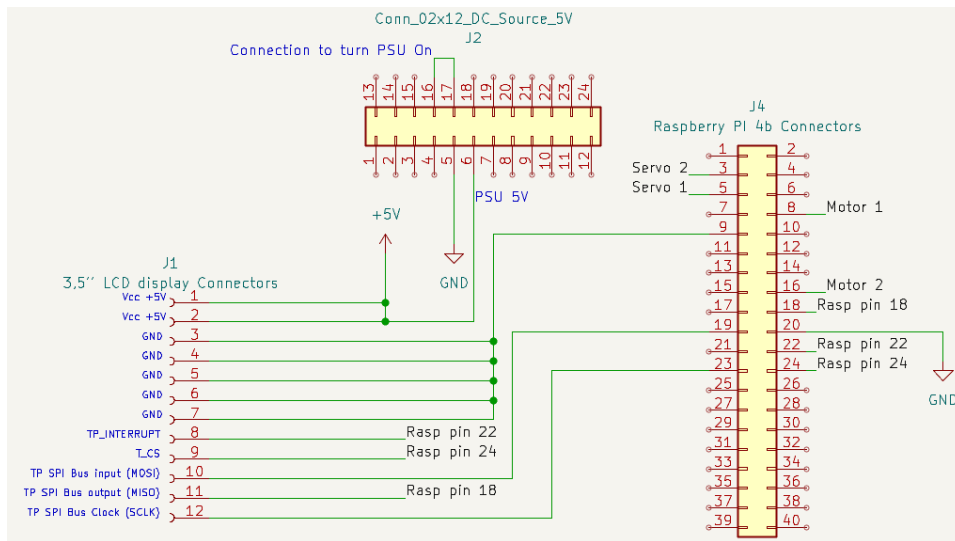 Conn_02x12_DC_Source_5V
J2
Connection to turn PSU On
13 14 15 16 17 18 19 20 21 22 23 24
1 2 3 4 5 6 7 8 9 10 11 12
PSU 5V
+5V
GND
J1
3,5´´ LCD display Connectors
Vcc +5V 1
Vcc +5V 2
GND 3
GND 4
GND 5
GND 6
GND 7
TP_INTERRUPT 8 Rasp pin 22
T_CS 9 Rasp pin 24
TP SPI Bus input (MOSI) 10
TP SPI Bus output (MISO) 11 Rasp pin 18
TP SPI Bus Clock (SCLK) 12
J4
Raspberry PI 4b Connectors
1 2
Servo 2 3 4
Servo 1 5 6
7 8 Motor 1
9 10
11 12
13 14
15 16 Motor 2
17 18 Rasp pin 18
19 20
21 22 Rasp pin 22
23 24 Rasp pin 24
25 26
27 28
29 30
31 32
33 34
35 36
37 38
39 40
GND